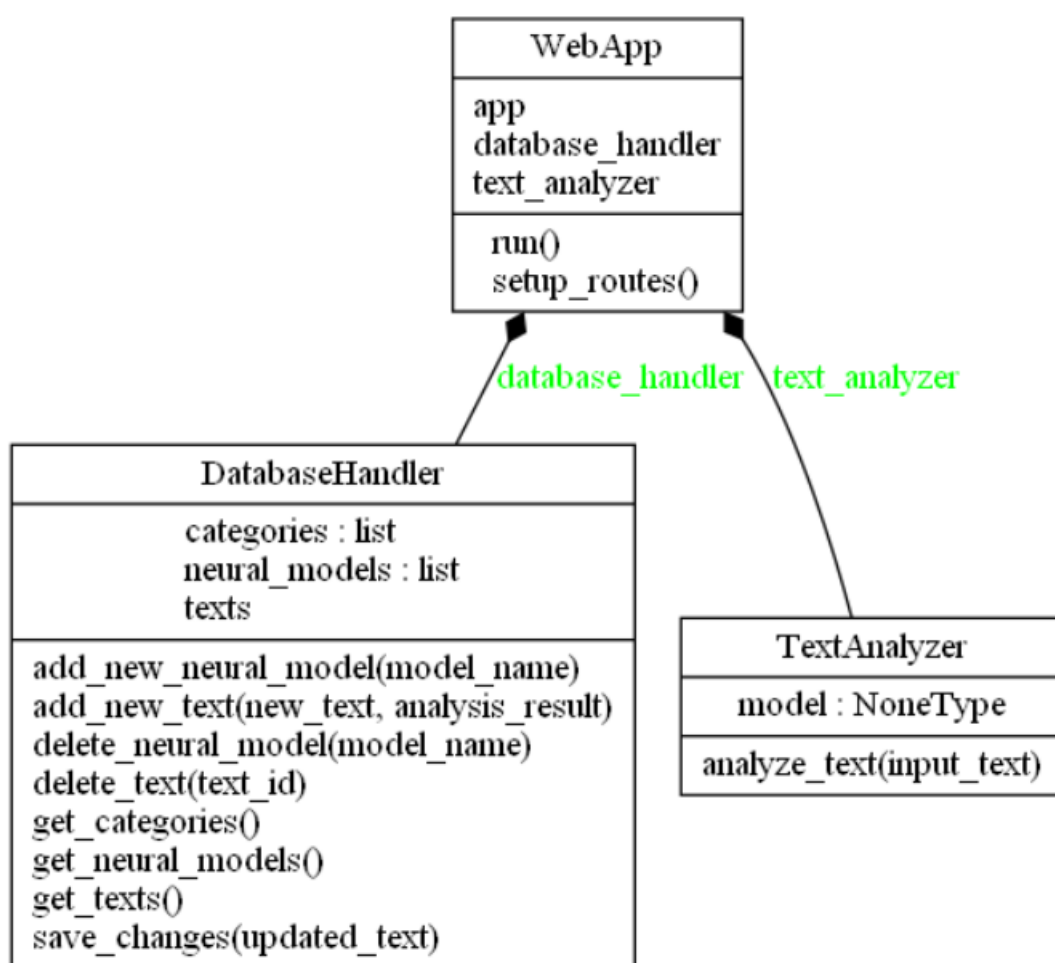 WebApp
app
database_handler
text_analyzer
run()
setup_routes()
database_handler
text_analyzer
DatabaseHandler
categories : list
neural_models : list
texts
add_new_neural_model(model_name)
add_new_text(new_text, analysis_result)
delete_neural_model(model_name)
delete_text(text_id)
get_categories()
get_neural_models()
get_texts()
save_changes(updated_text)
TextAnalyzer
model : NoneType
analyze_text(input_text)